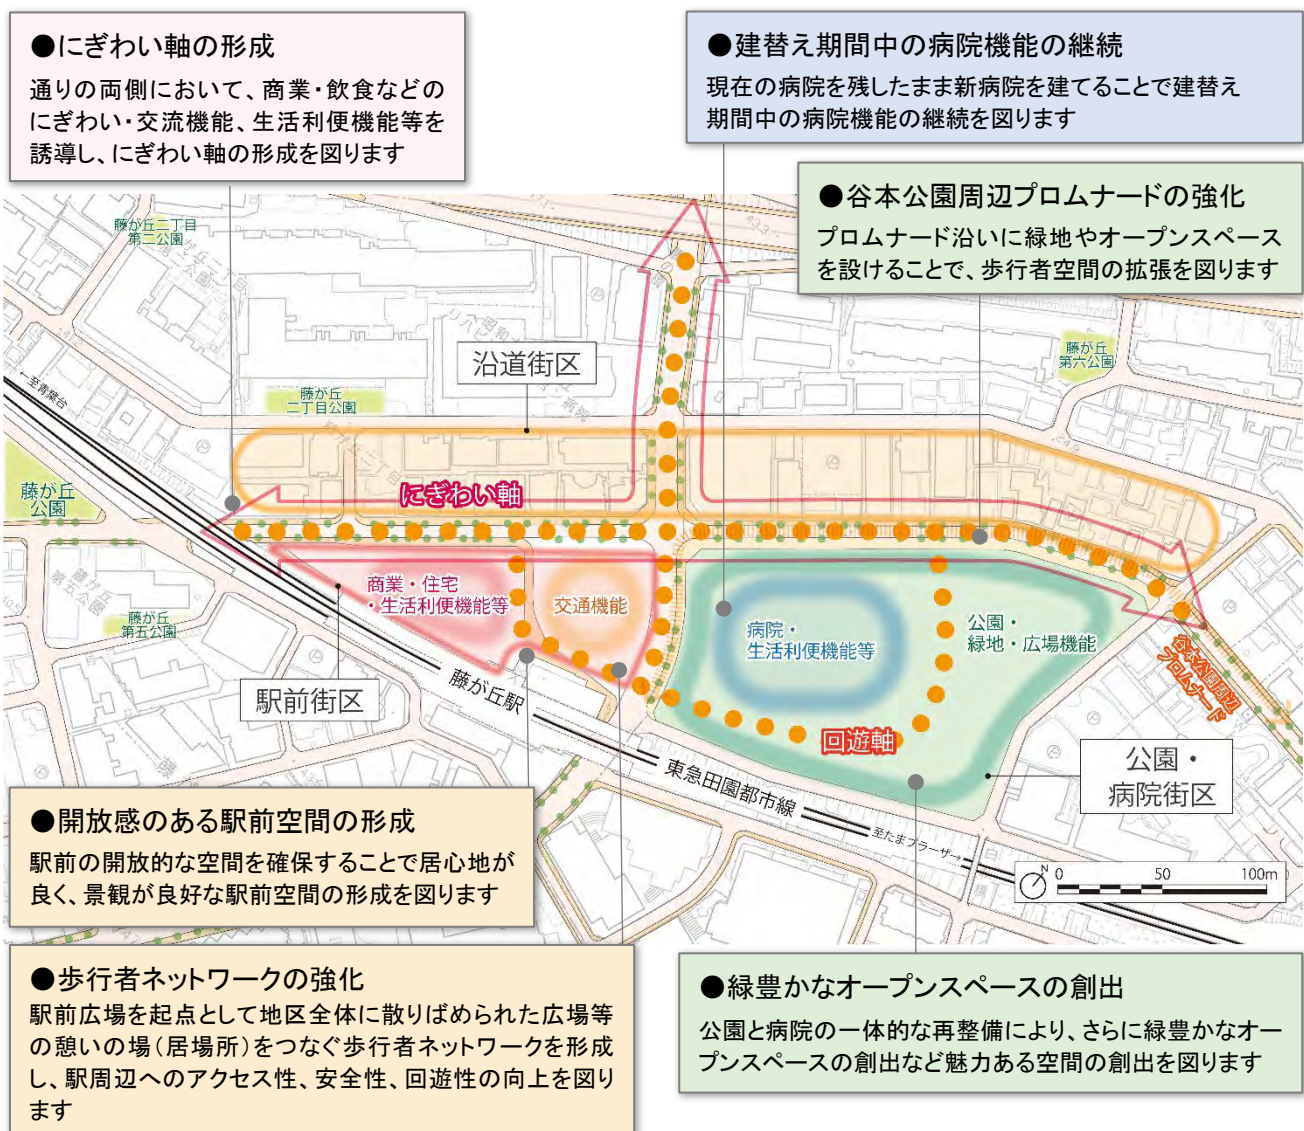 ●にぎわい軸の形成
通りの両側において、商業・飲食などの
にぎわい・交流機能、生活利便機能等を
誘導し、にぎわい軸の形成を図ります
●建替え期間中の病院機能の継続
現在の病院を残したまま新病院を建てることで建替え
期間中の病院機能の継続を図ります
●谷本公園周辺プロムナードの強化
プロムナード沿いに緑地やオープンスペース
を設けることで、歩行者空間の拡張を図ります
藤が丘二丁目
第二公園
沿道街区
藤が丘
第六公園
←至青葉台
藤が丘
二丁目公園
藤が丘
公園
にぎわい軸
商業・住宅
・生活利便機能等
交通機能
病院・
生活利便機能等
公園・
緑地・広場機能
藤が丘
第五公園
谷本公園周辺
プロムナード
駅前街区
藤が丘駅
回遊軸
東急田園都市線
公園・
病院街区
至たまプラーザ→
N
0 50 100m
●開放感のある駅前空間の形成
駅前の開放的な空間を確保することで居心地が
良く、景観が良好な駅前空間の形成を図ります
●歩行者ネットワークの強化
駅前広場を起点として地区全体に散りばめられた広場等
の憩いの場(居場所)をつなぐ歩行者ネットワークを形成
し、駅周辺へのアクセス性、安全性、回遊性の向上を図り
ます
●緑豊かなオープンスペースの創出
公園と病院の一体的な再整備により、さらに緑豊かなオー
プンスペースの創出など魅力ある空間の創出を図ります